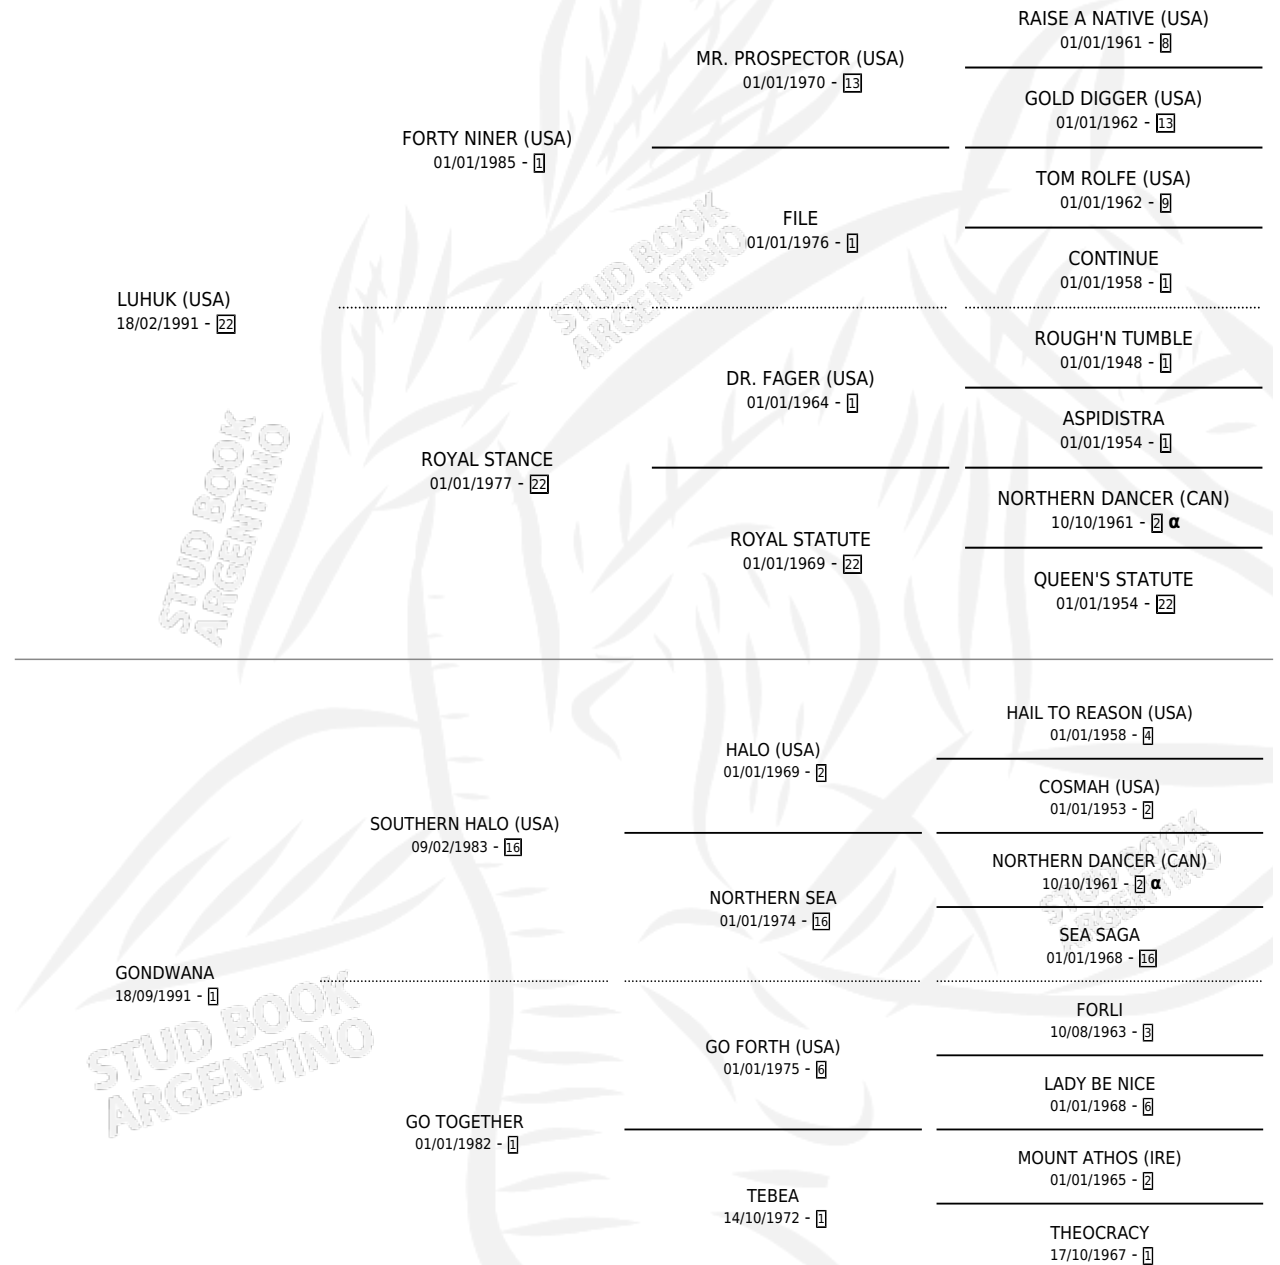 RAISE A NATIVE (USA)
01/01/1961 - 8
MR. PROSPECTOR (USA)
01/01/1970 - 13
GOLD DIGGER (USA)
01/01/1962 - 13
FORTY NINER (USA)
01/01/1985 - 1
TOM ROLFE (USA)
01/01/1962 - 9
FILE
01/01/1976 - 1
CONTINUE
01/01/1958 - 1
LUHUK (USA)
18/02/1991 - 22
ROUGH'N TUMBLE
01/01/1948 - 1
DR. FAGER (USA)
01/01/1964 - 1
ASPIDISTRA
01/01/1954 - 1
ROYAL STANCE
01/01/1977 - 22
NORTHERN DANCER (CAN)
10/10/1961 - 2 α
ROYAL STATUTE
01/01/1969 - 22
QUEEN'S STATUTE
01/01/1954 - 22
HAIL TO REASON (USA)
01/01/1958 - 4
HALO (USA)
01/01/1969 - 2
COSMAH (USA)
01/01/1953 - 2
SOUTHERN HALO (USA)
09/02/1983 - 16
NORTHERN DANCER (CAN)
10/10/1961 - 2 α
NORTHERN SEA
01/01/1974 - 16
SEA SAGA
01/01/1968 - 16
GONDWANA
18/09/1991 - 1
FORLI
10/08/1963 - 3
GO FORTH (USA)
01/01/1975 - 6
LADY BE NICE
01/01/1968 - 6
GO TOGETHER
01/01/1982 - 1
MOUNT ATHOS (IRE)
01/01/1965 - 2
TEBEA
14/10/1972 - 1
THEOCRACY
17/10/1967 - 1
STUD BOOK
ARGENTINO
STUD BOOK
ARGENTINO
STUD BOOK
ARGENTINO
STUD BOOK
ARGENTINO